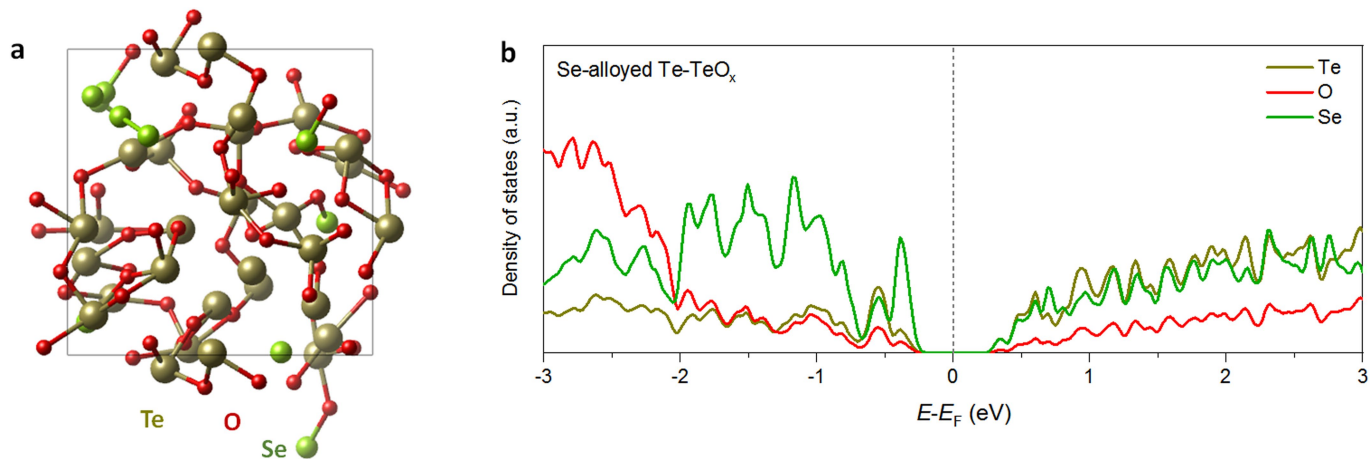 a
Te
O
Se
b
Se-alloyed Te-TeOₓ
Te
O
Se
Density of states (a.u.)
-3
-2
-1
0
1
2
3
E-E_F (eV)